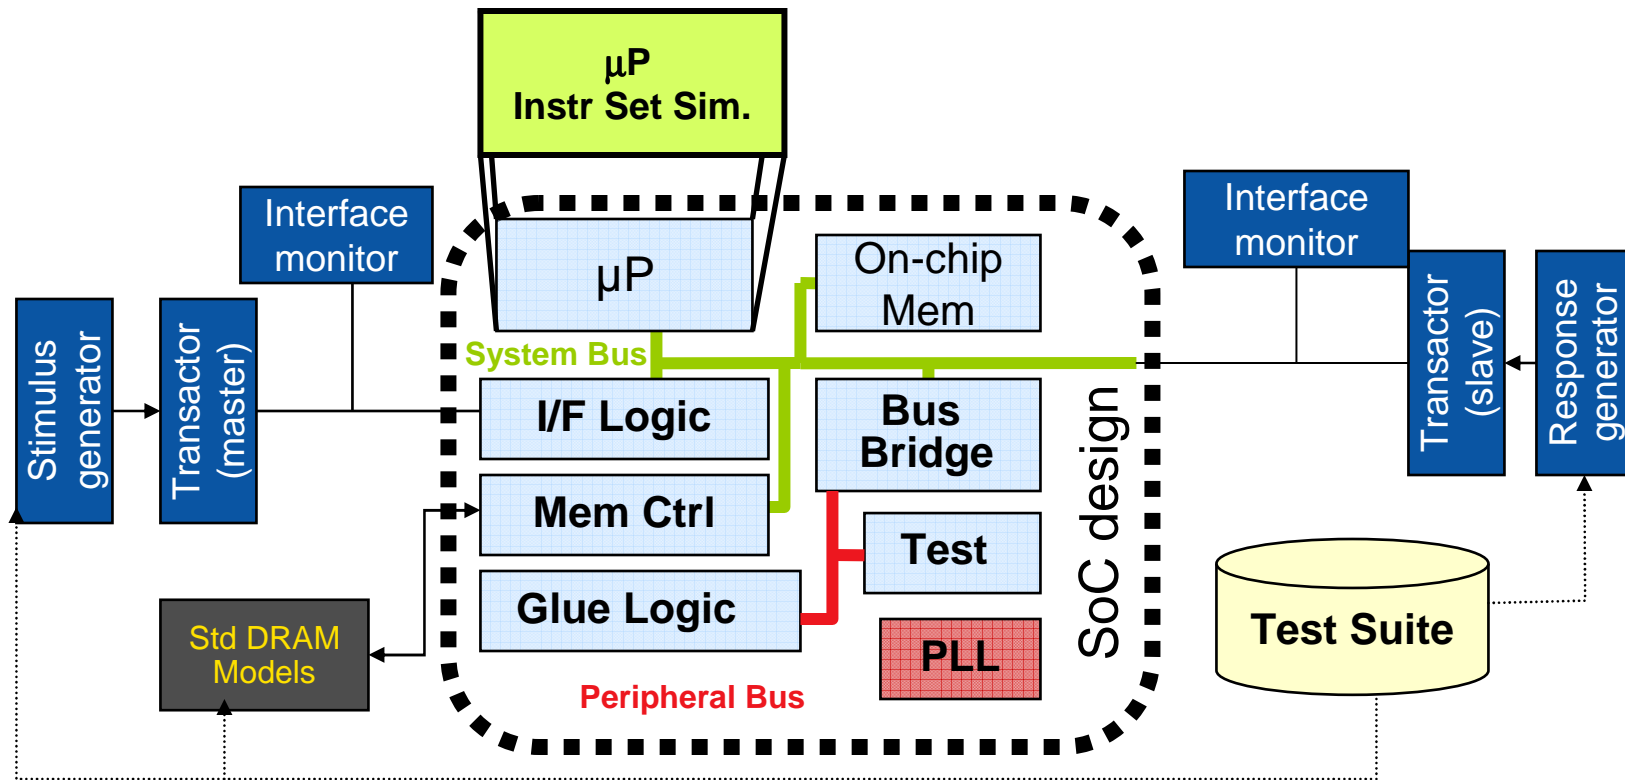 μP
Instr Set Sim.
Interface
monitor
Interface
monitor
μP
On-chip
Mem
System Bus
Stimulus
generator
Transactor
(master)
I/F Logic
Bus
Bridge
SoC design
Transactor
(slave)
Response
generator
Mem Ctrl
Test
Glue Logic
Std DRAM
Models
PLL
Test Suite
Peripheral Bus